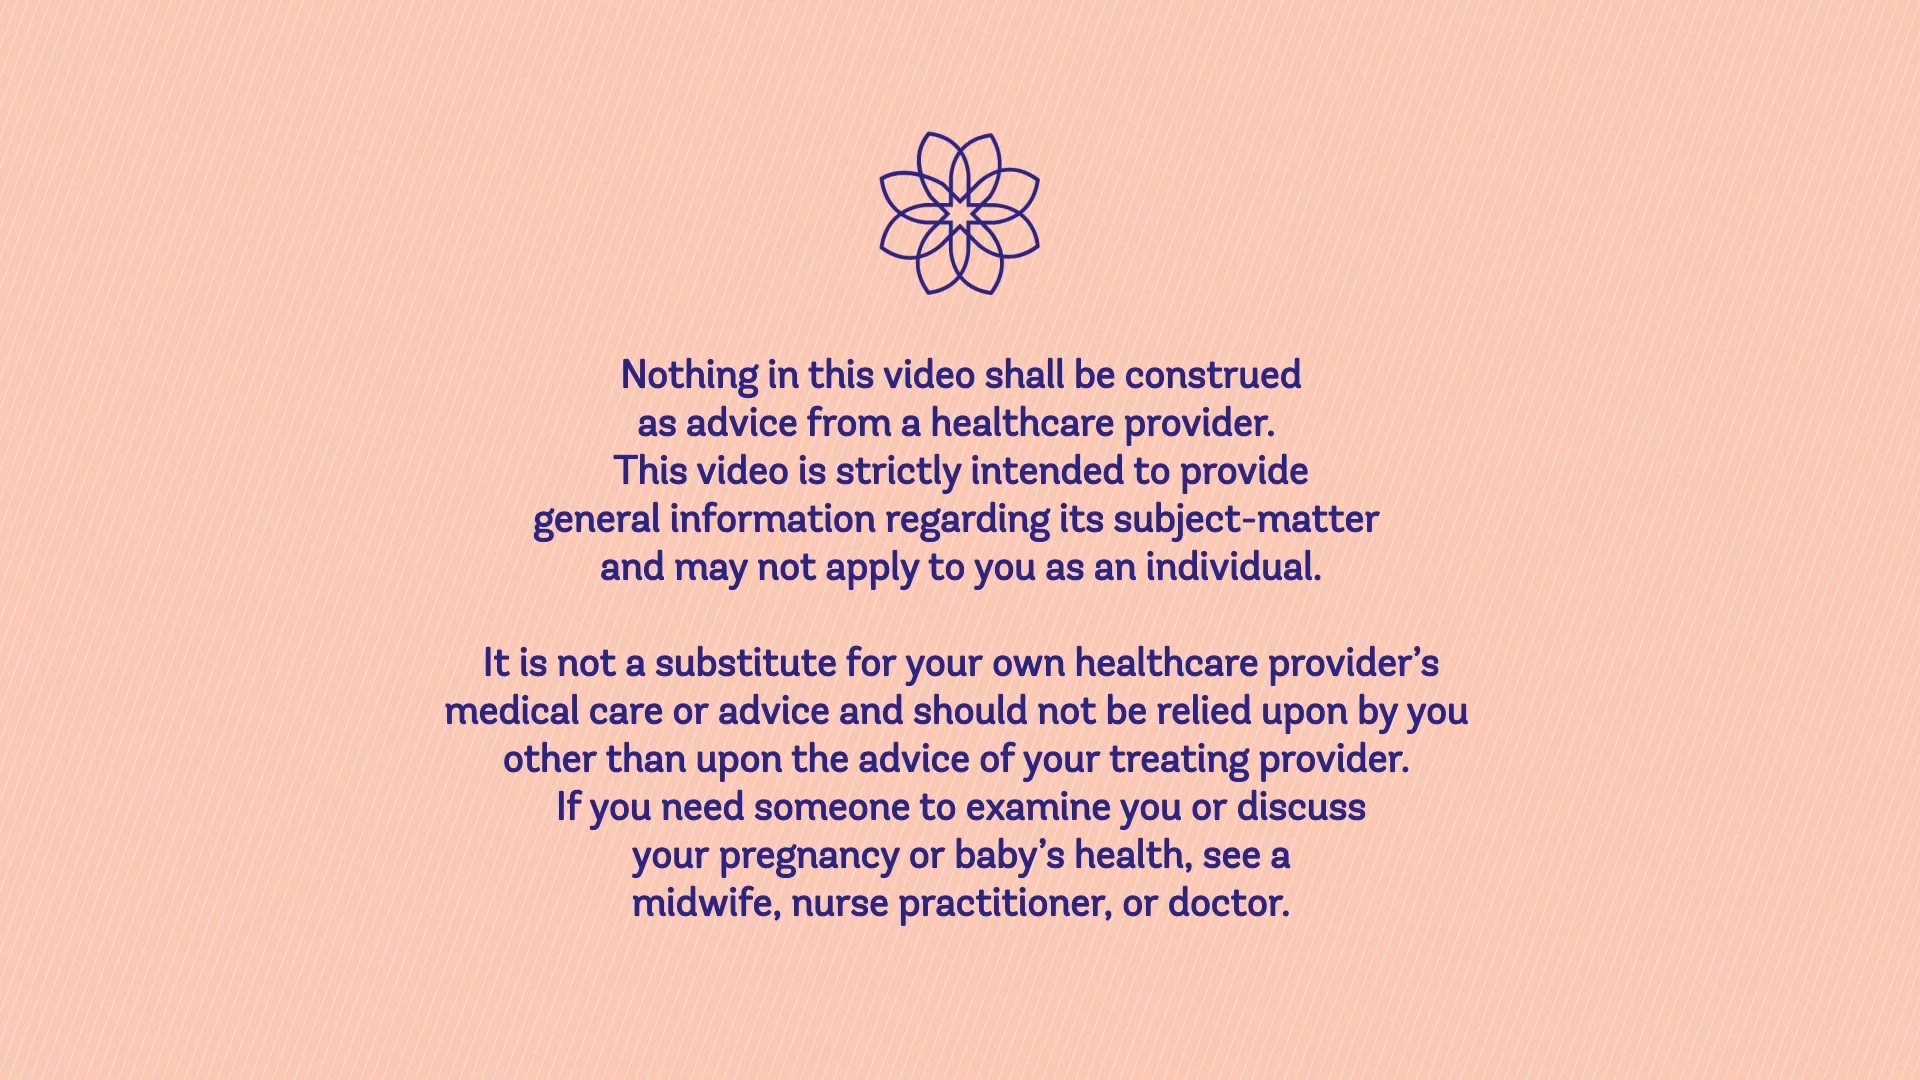 Nothing in this video shall be construed
as advice from a healthcare provider.
This video is strictly intended to provide
general information regarding its subject-matter
and may not apply to you as an individual.
It is not a substitute for your own healthcare provider’s
medical care or advice and should not be relied upon by you
other than upon the advice of your treating provider.
If you need someone to examine you or discuss
your pregnancy or baby’s health, see a
midwife, nurse practitioner, or doctor.